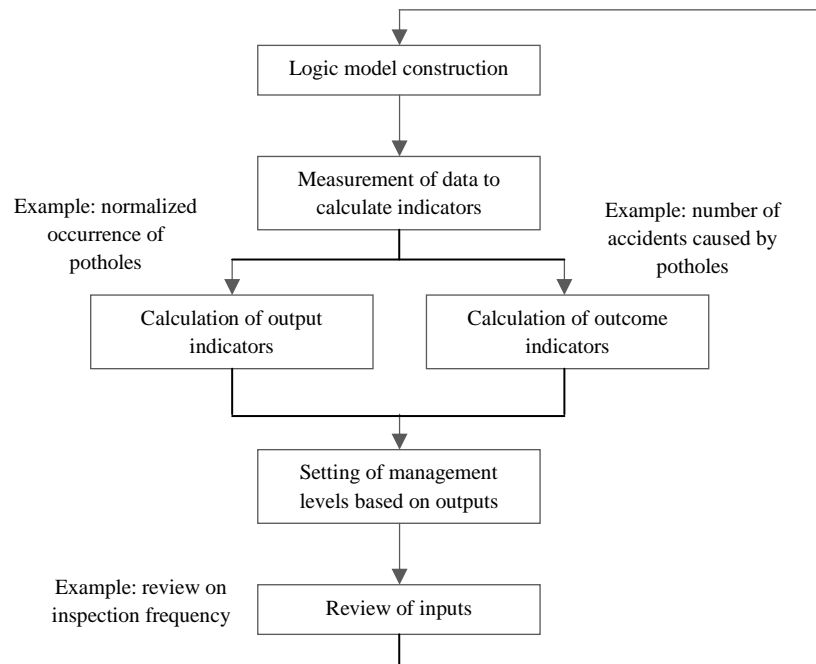 Logic model construction
Measurement of data to
calculate indicators
Example: normalized
occurrence of
potholes
Example: number of
accidents caused by
potholes
Calculation of output
indicators
Calculation of outcome
indicators
Setting of management
levels based on outputs
Example: review on
inspection frequency
Review of inputs